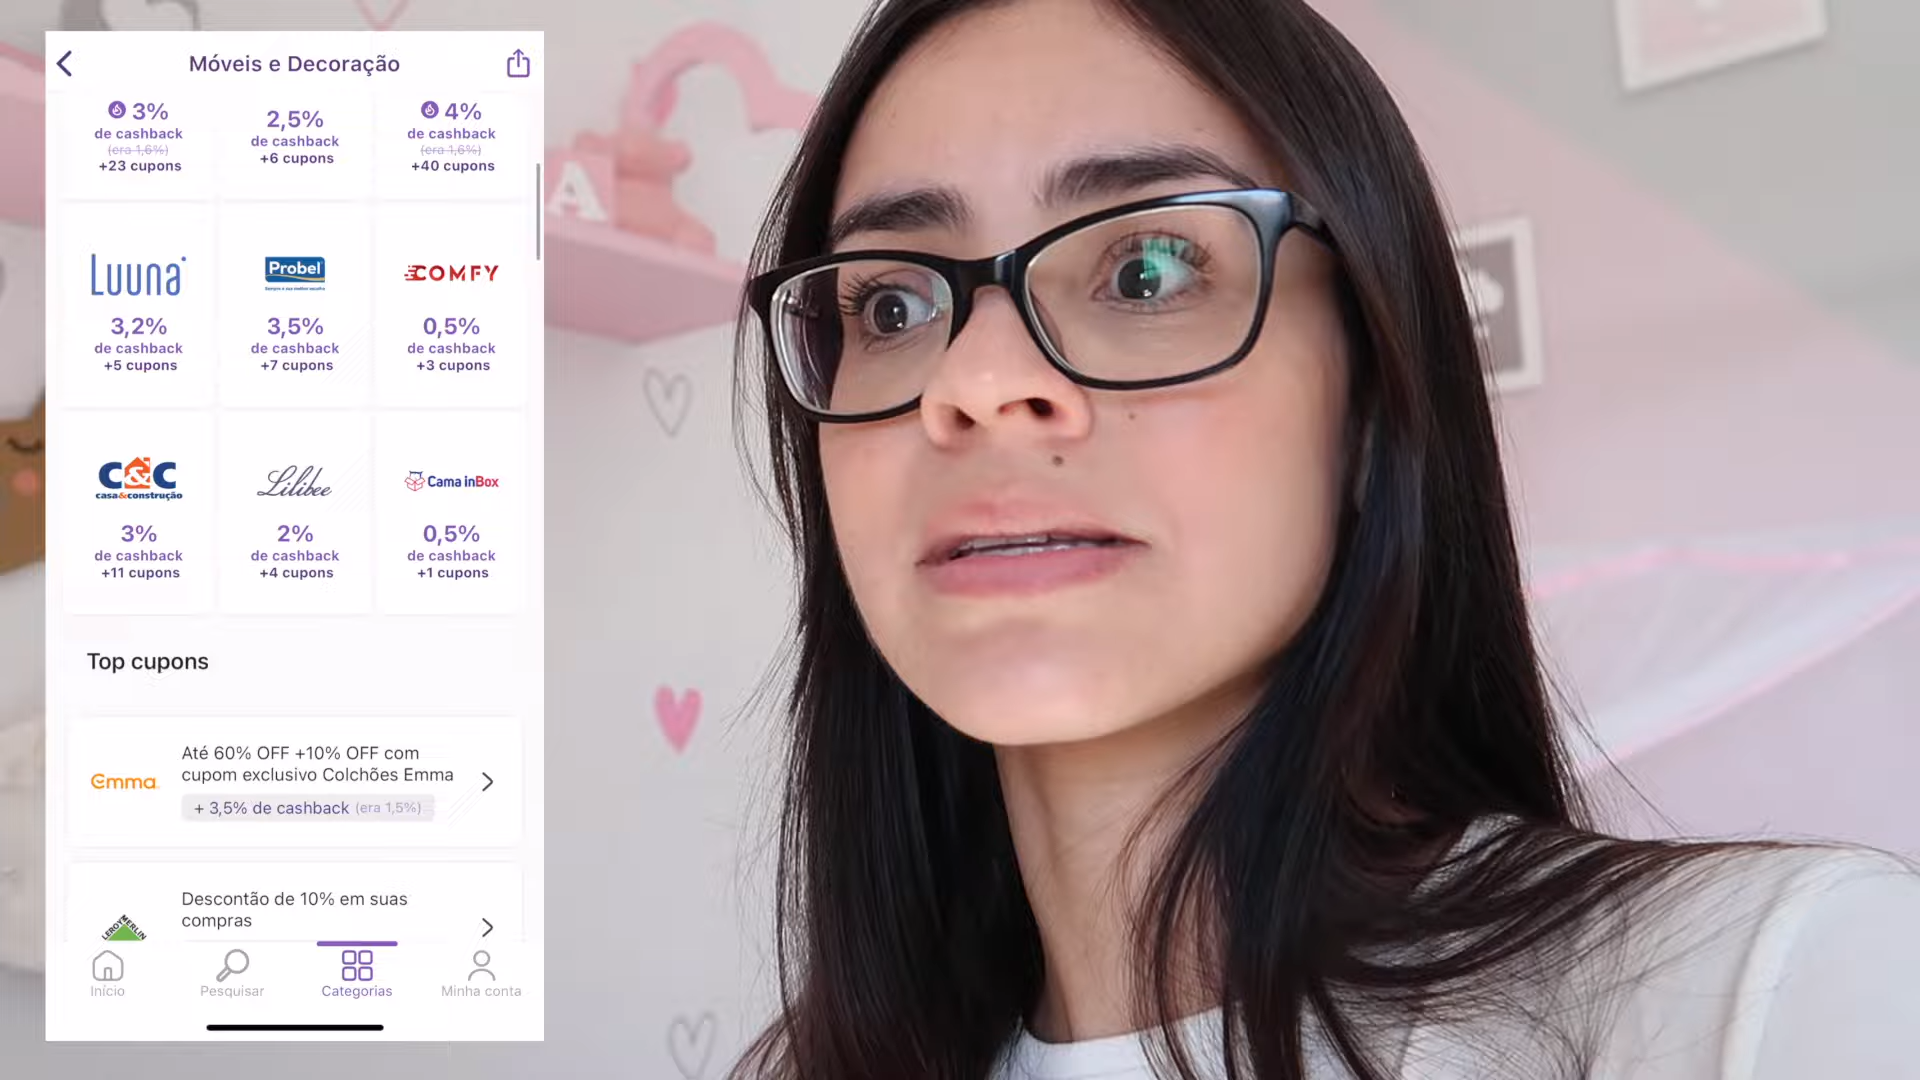 Móveis e Decoração
3%
de cashback
(era 1,6%)
+23 cupons
2,5%
de cashback
+6 cupons
4%
de cashback
(era 1,6%)
+40 cupons
Luuna
3,2%
de cashback
+5 cupons
Probel
3,5%
de cashback
+7 cupons
COMFY
0,5%
de cashback
+3 cupons
C&C
casa&construção
3%
de cashback
+11 cupons
Lilibee
2%
de cashback
+4 cupons
Cama inBox
0,5%
de cashback
+1 cupons
Top cupons
emma
Até 60% OFF +10% OFF com
cupom exclusivo Colchões Emma
+ 3,5% de cashback (era 1,5%)
LEROY MERLIN
Descontão de 10% em suas
compras
Início
Pesquisar
Categorias
Minha conta
A